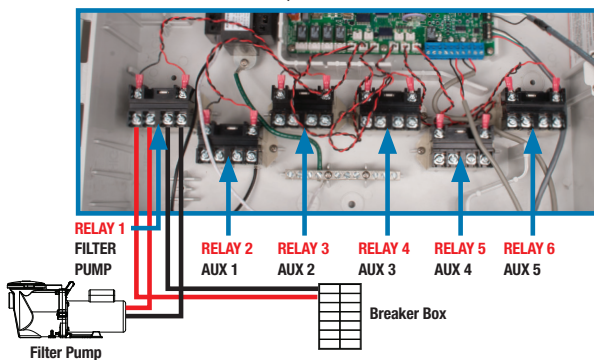 RELAY 1
FILTER
PUMP
RELAY 2
AUX 1
RELAY 3
AUX 2
RELAY 4
AUX 3
RELAY 5
AUX 4
RELAY 6
AUX 5
Breaker Box
Filter Pump